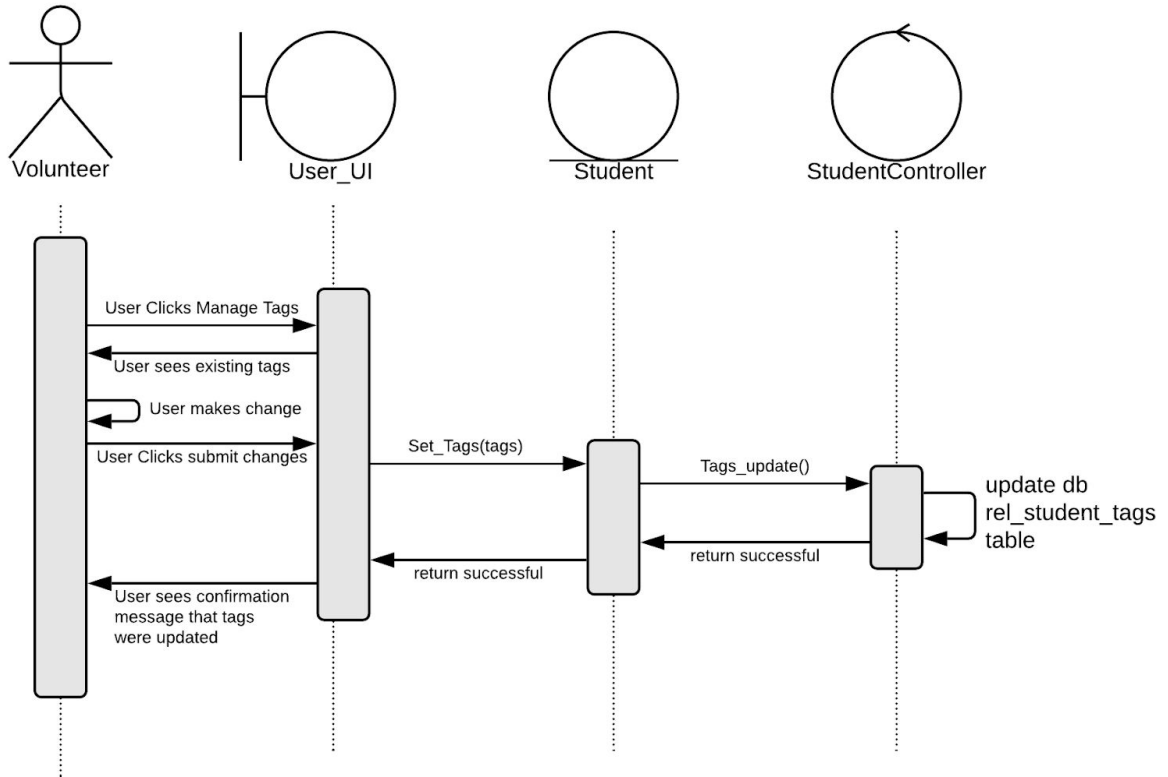 Volunteer
User_UI
Student
StudentController
User Clicks Manage Tags
User sees existing tags
User makes change
User Clicks submit changes
Set_Tags(tags)
Tags_update()
update db
rel_student_tags
table
return successful
return successful
User sees confirmation
message that tags
were updated